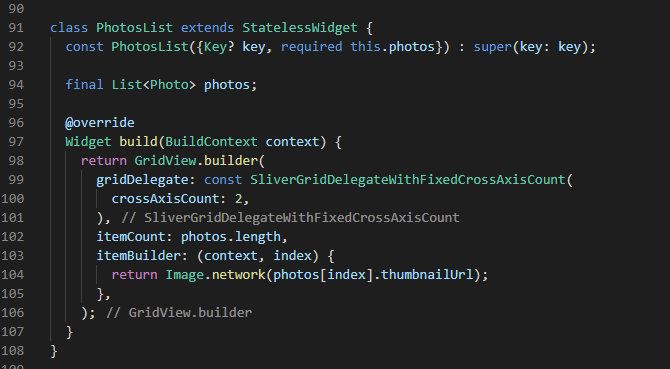 90
91 class PhotosList extends StatelessWidget {
92   const PhotosList({Key? key, required this.photos}) : super(key: key);
93
94   final List<Photo> photos;
95
96   @override
97   Widget build(BuildContext context) {
98     return GridView.builder(
99       gridDelegate: const SliverGridDelegateWithFixedCrossAxisCount(
100         crossAxisCount: 2,
101       ), // SliverGridDelegateWithFixedCrossAxisCount
102       itemCount: photos.length,
103       itemBuilder: (context, index) {
104         return Image.network(photos[index].thumbnailUrl);
105       },
106     ); // GridView.builder
107   }
108 }
109